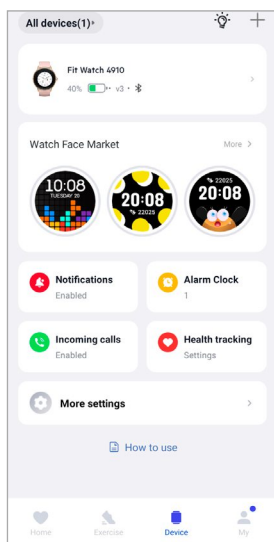 All devices(1)
Fit Watch 4910
40% v3
Watch Face Market
More
10:08
TUESDAY 20
20:08
22025
22025
20:08
Notifications
Enabled
Alarm Clock
1
Incoming calls
Enabled
Health tracking
Settings
More settings
How to use
Home
Exercise
Device
My